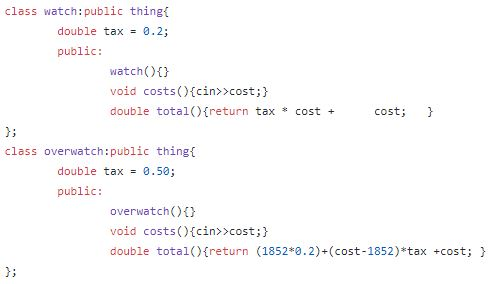 class watch:public thing{
double tax = 0.2;
public:
watch(){}
void costs(){cin>>cost;}
double total(){return tax * cost +      cost;   }
};
class overwatch:public thing{
double tax = 0.50;
public:
overwatch(){}
void costs(){cin>>cost;}
double total(){return (1852*0.2)+(cost-1852)*tax +cost; }
};